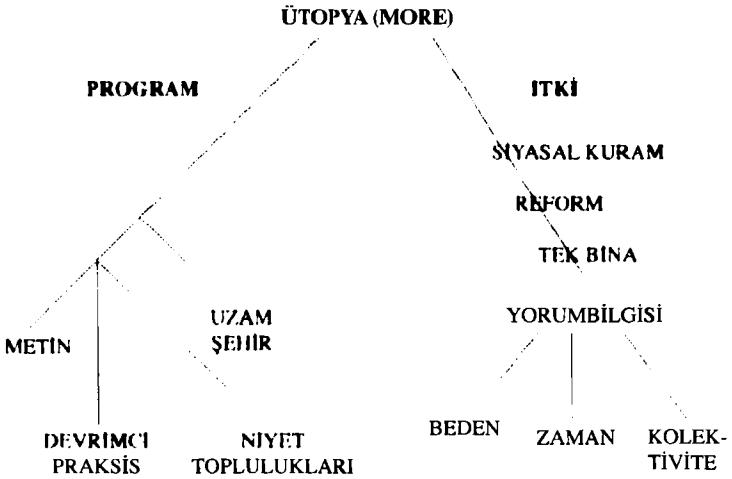 ÜTOPYA (MORE)
PROGRAM
İTKİ
SİYASAL KURAM
REFORM
TEK BİNA
METİN
UZAM
ŞEHİR
YORUMBİLGİSİ
DEVRİMCİ
PRAKSİS
NİYET
TOPLULUKLARI
BEDEN
ZAMAN
KOLEK-
TİVİTE